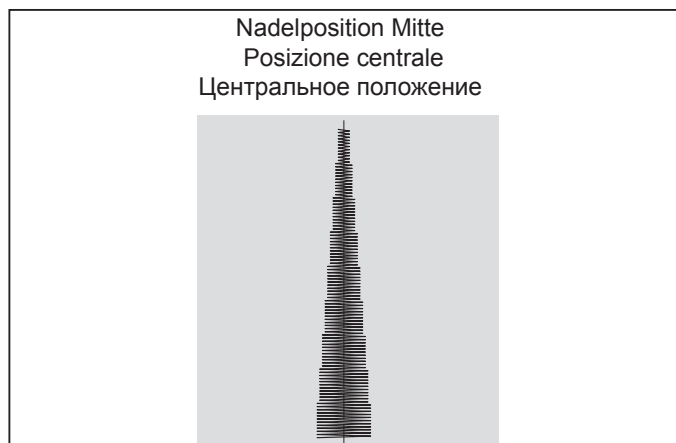 Nadelposition Mitte
Posizione centrale
Центральное положение